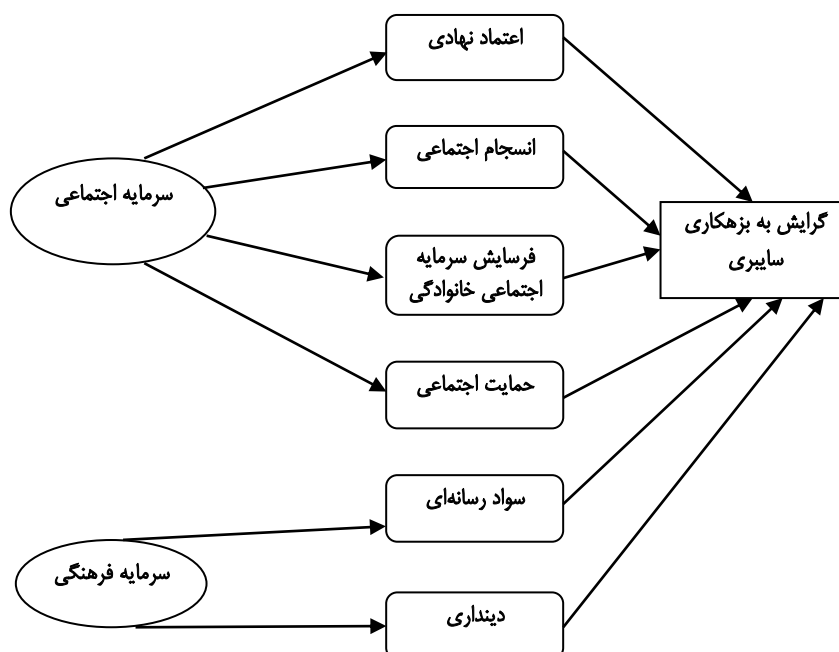 اعتماد نهادی
انسجام اجتماعی
سرمایه اجتماعی
گرایش به بزهکاری
سایبری
فرسایش سرمایه
اجتماعی خانوادگی
حمایت اجتماعی
سواد رسانه‌ای
سرمایه فرهنگی
دینداری